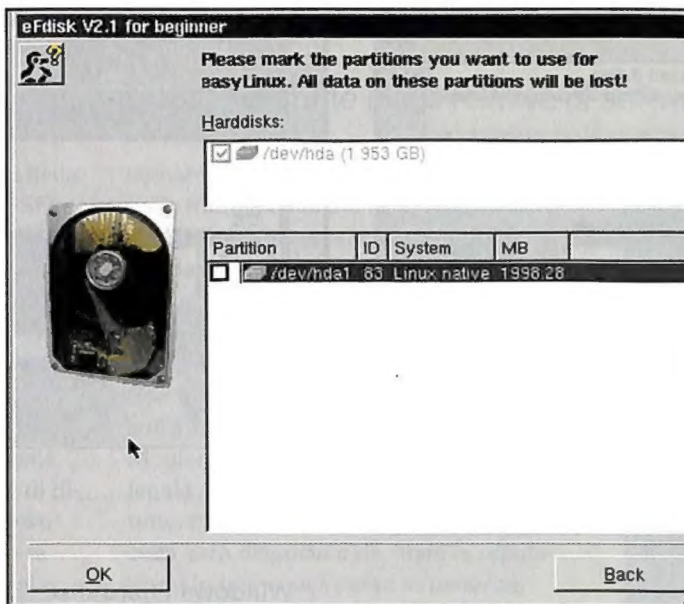 eFdisk V2.1 for beginner
Please mark the partitions you want to use for
easyLinux. All data on these partitions will be lost!
Harddisks:
/dev/hda (1 953 GB)
Partition ID System MB
/dev/hda1 83 Linux native 1998.28
OK Back